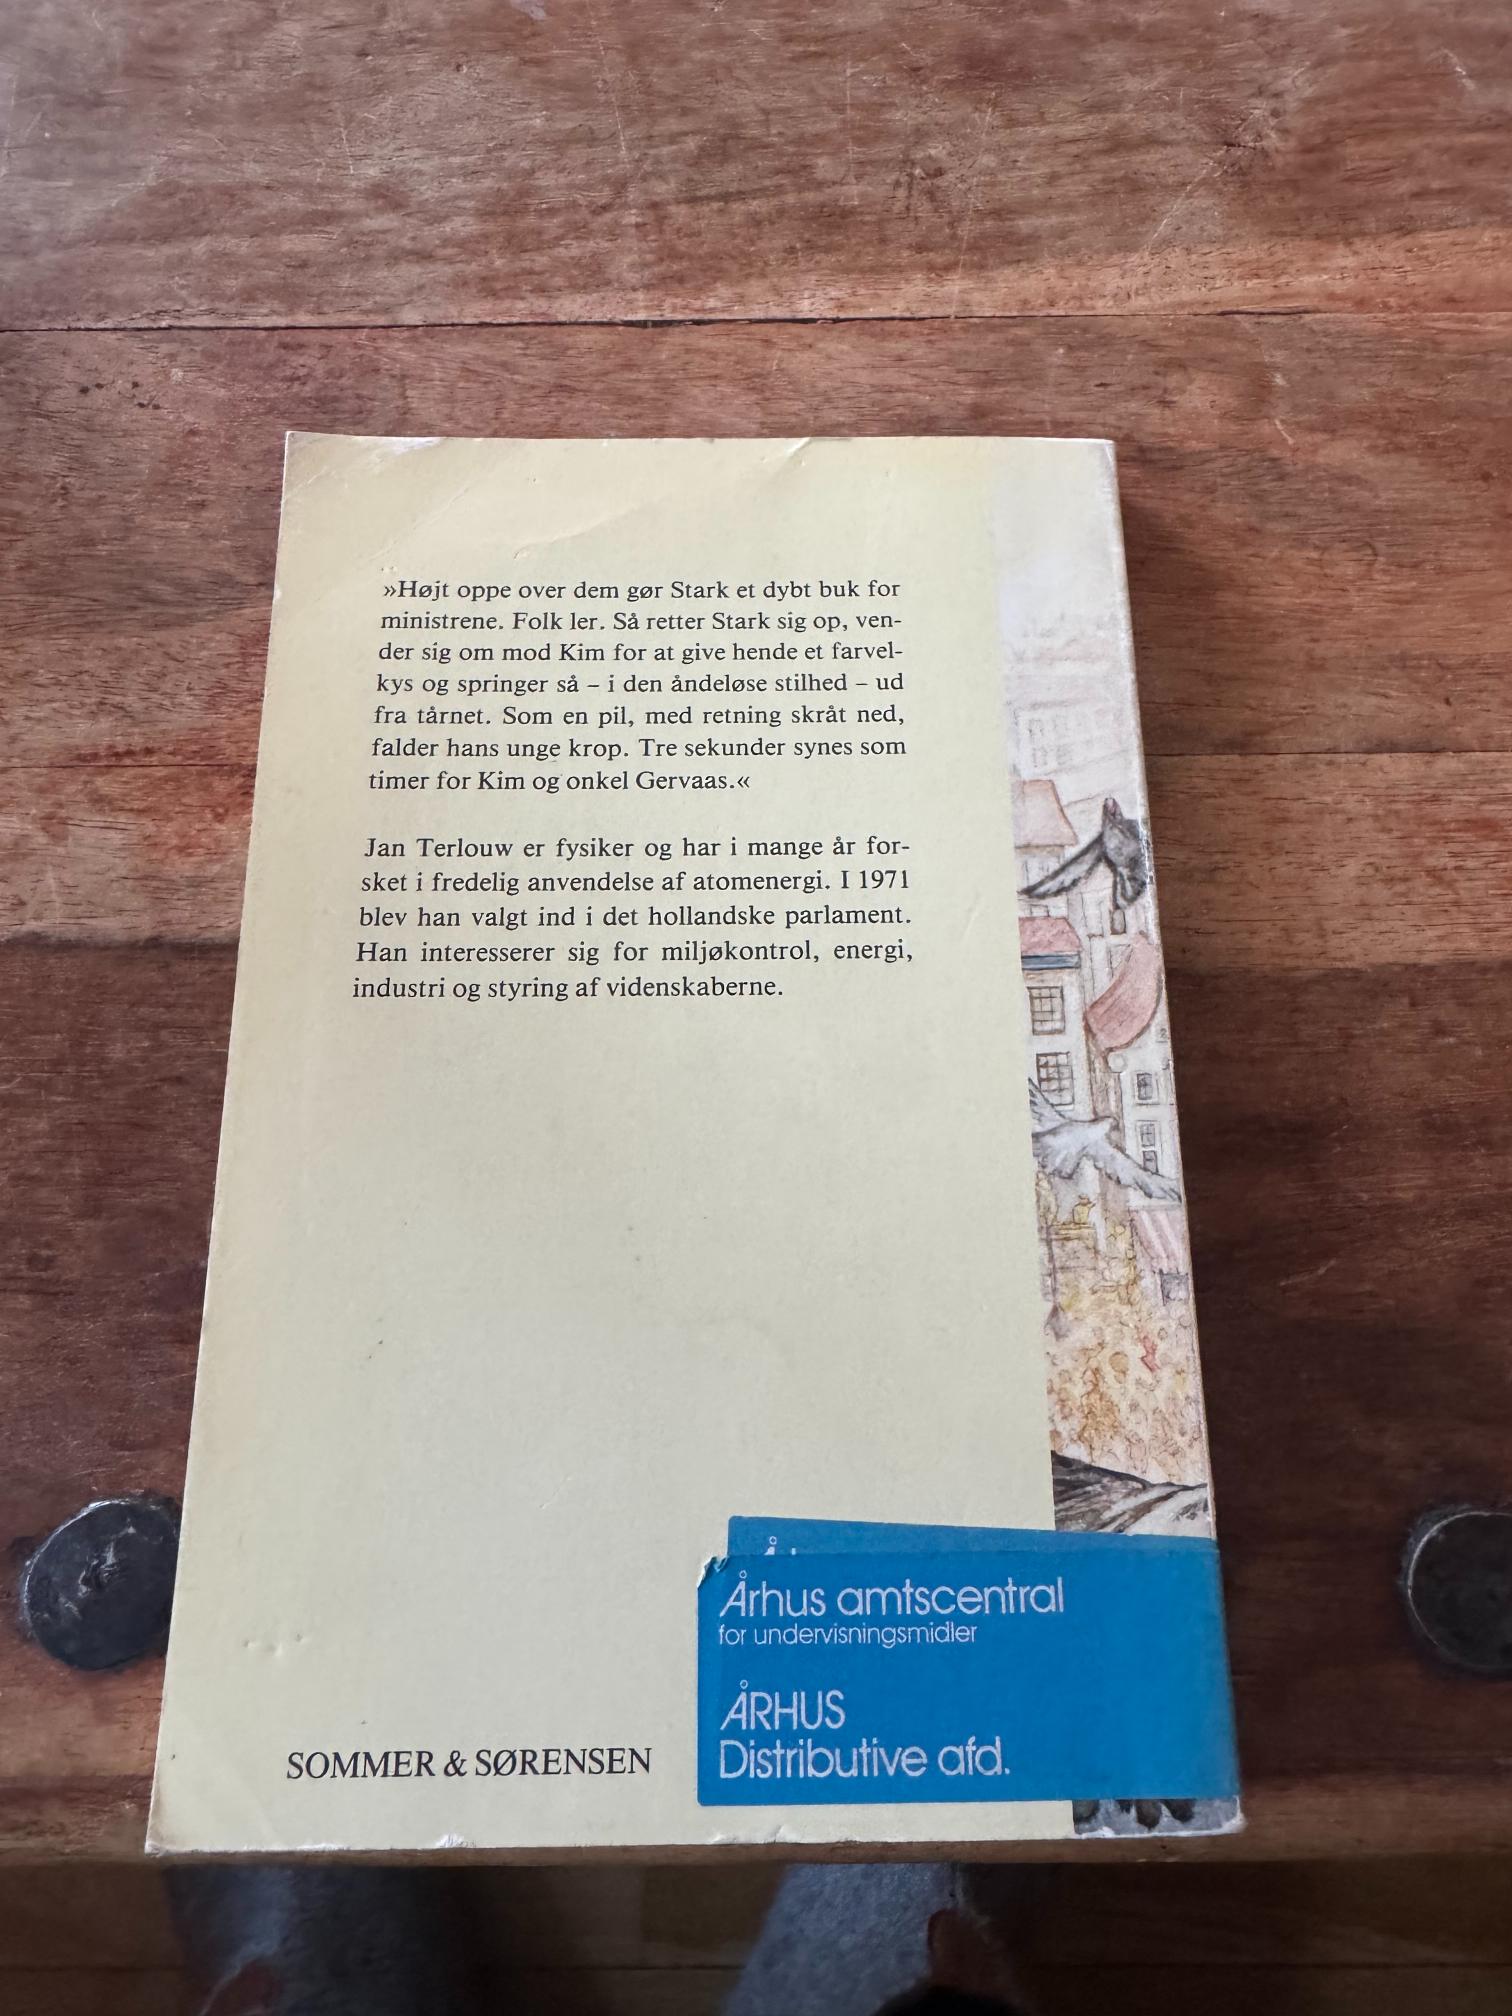 »Højt oppe over dem gør Stark et dybt buk for
ministrene. Folk ler. Så retter Stark sig op, ven-
der sig om mod Kim for at give hende et farvel-
kys og springer så – i den åndeløse stilhed – ud
fra tårnet. Som en pil, med retning skråt ned,
falder hans unge krop. Tre sekunder synes som
timer for Kim og onkel Gervaas.«
Jan Terlouw er fysiker og har i mange år for-
sket i fredelig anvendelse af atomenergi. I 1971
blev han valgt ind i det hollandske parlament.
Han interesserer sig for miljøkontrol, energi,
industri og styring af videnskaberne.
Århus amtscentral
for undervisningsmidler
ÅRHUS
Distributive afd.
SOMMER & SØRENSEN